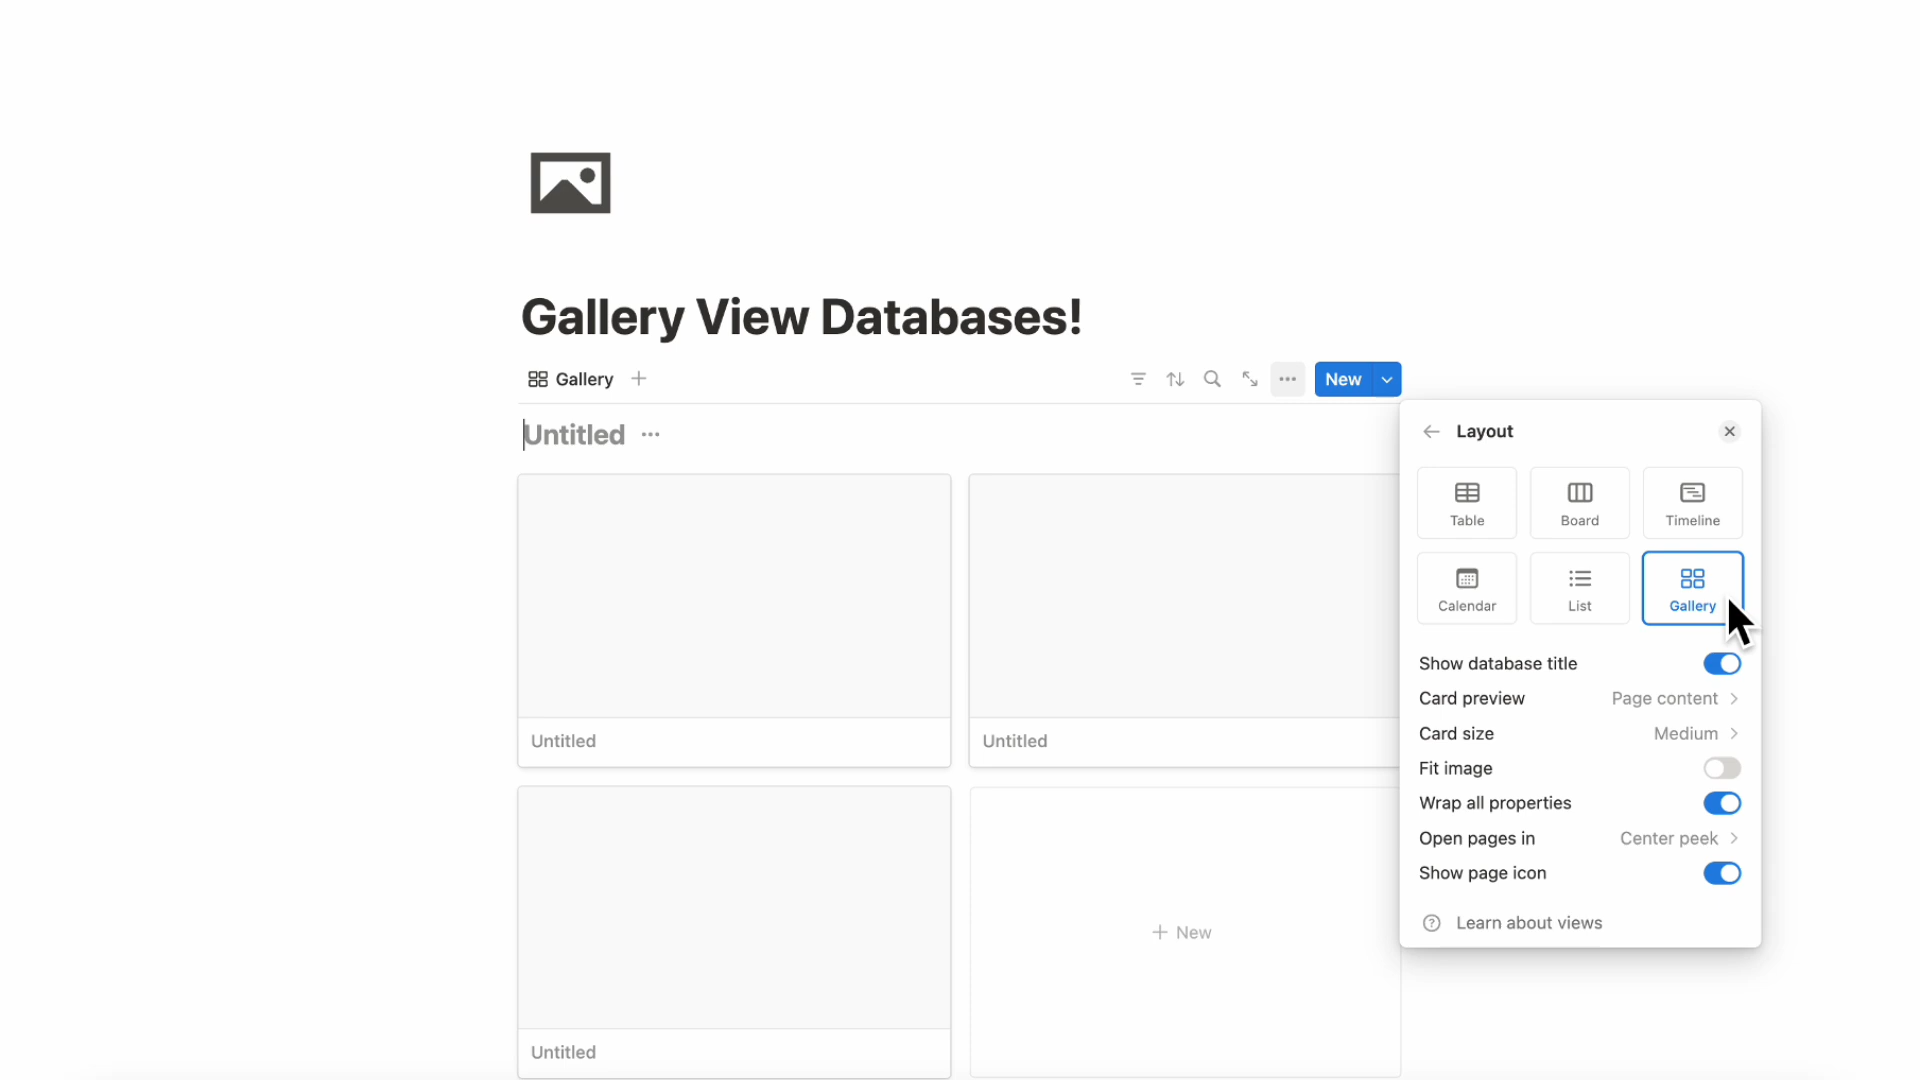 Gallery View Databases!
Gallery
New
Untitled
Layout
Table
Board
Timeline
Calendar
List
Gallery
Show database title
Card preview Page content
Card size Medium
Fit image
Wrap all properties
Open pages in Center peek
Show page icon
Learn about views
Untitled
Untitled
New
Untitled